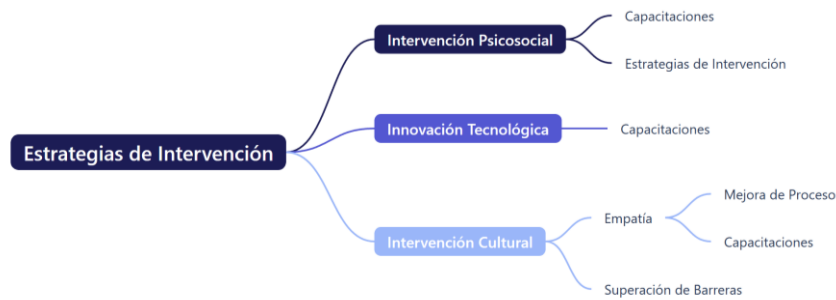 Estrategias de Intervención
Intervención Psicosocial
Capacitaciones
Estrategias de Intervención
Innovación Tecnológica
Capacitaciones
Intervención Cultural
Empatía
Mejora de Proceso
Capacitaciones
Superación de Barreras